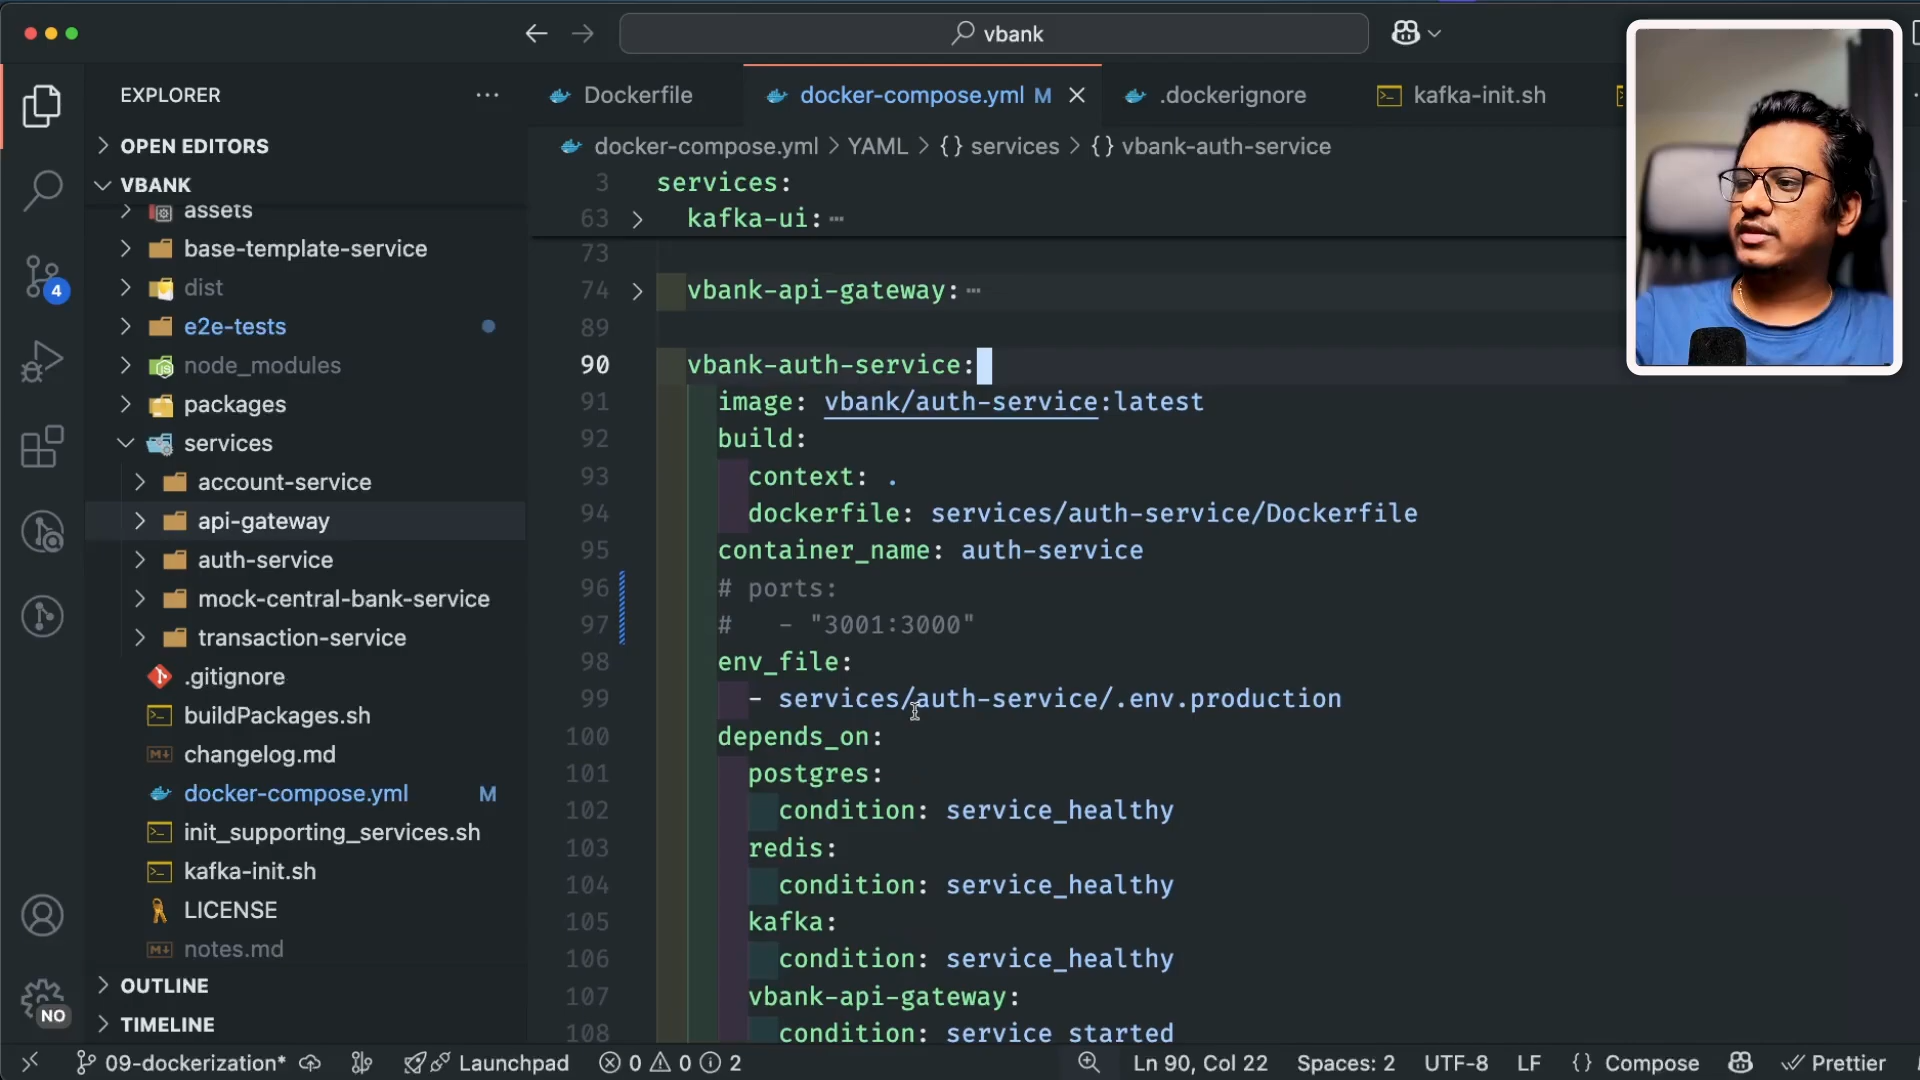 vbank
EXPLORER
OPEN EDITORS
VBANK
assets
base-template-service
dist
e2e-tests
node_modules
packages
services
account-service
api-gateway
auth-service
mock-central-bank-service
transaction-service
.gitignore
buildPackages.sh
changelog.md
docker-compose.yml M
init_supporting_services.sh
kafka-init.sh
LICENSE
notes.md
OUTLINE
TIMELINE
4
NO
Dockerfile
docker-compose.yml M
.dockerignore
kafka-init.sh
docker-compose.yml > YAML > {} services > {} vbank-auth-service
3 services:
63 kafka-ui: ⋯
73
74 vbank-api-gateway: ⋯
89
90 vbank-auth-service:
91 image: vbank/auth-service:latest
92 build:
93 context: .
94 dockerfile: services/auth-service/Dockerfile
95 container_name: auth-service
96 # ports:
97 # - "3001:3000"
98 env_file:
99 - services/auth-service/.env.production
100 depends_on:
101 postgres:
102 condition: service_healthy
103 redis:
104 condition: service_healthy
105 kafka:
106 condition: service_healthy
107 vbank-api-gateway:
108 condition: service_started
09-dockerization* Launchpad 0 0 2 Ln 90, Col 22 Spaces: 2 UTF-8 LF {} Compose Prettier